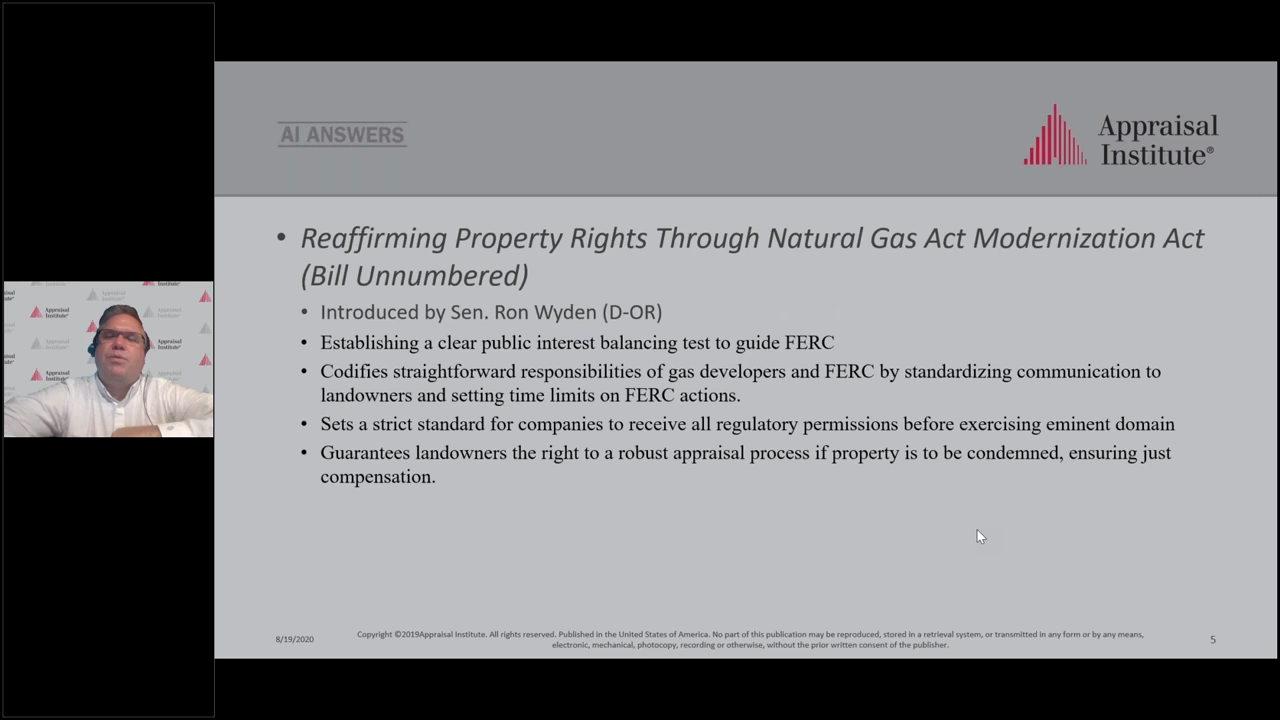 AI ANSWERS
Appraisal
Institute®
• Reaffirming Property Rights Through Natural Gas Act Modernization Act
(Bill Unnumbered)
• Introduced by Sen. Ron Wyden (D-OR)
• Establishing a clear public interest balancing test to guide FERC
• Codifies straightforward responsibilities of gas developers and FERC by standardizing communication to
landowners and setting time limits on FERC actions.
• Sets a strict standard for companies to receive all regulatory permissions before exercising eminent domain
• Guarantees landowners the right to a robust appraisal process if property is to be condemned, ensuring just
compensation.
8/19/2020
Copyright ©2019Appraisal Institute. All rights reserved. Published in the United States of America. No part of this publication may be reproduced, stored in a retrieval system, or transmitted in any form or by any means,
electronic, mechanical, photocopy, recording or otherwise, without the prior written consent of the publisher.
5